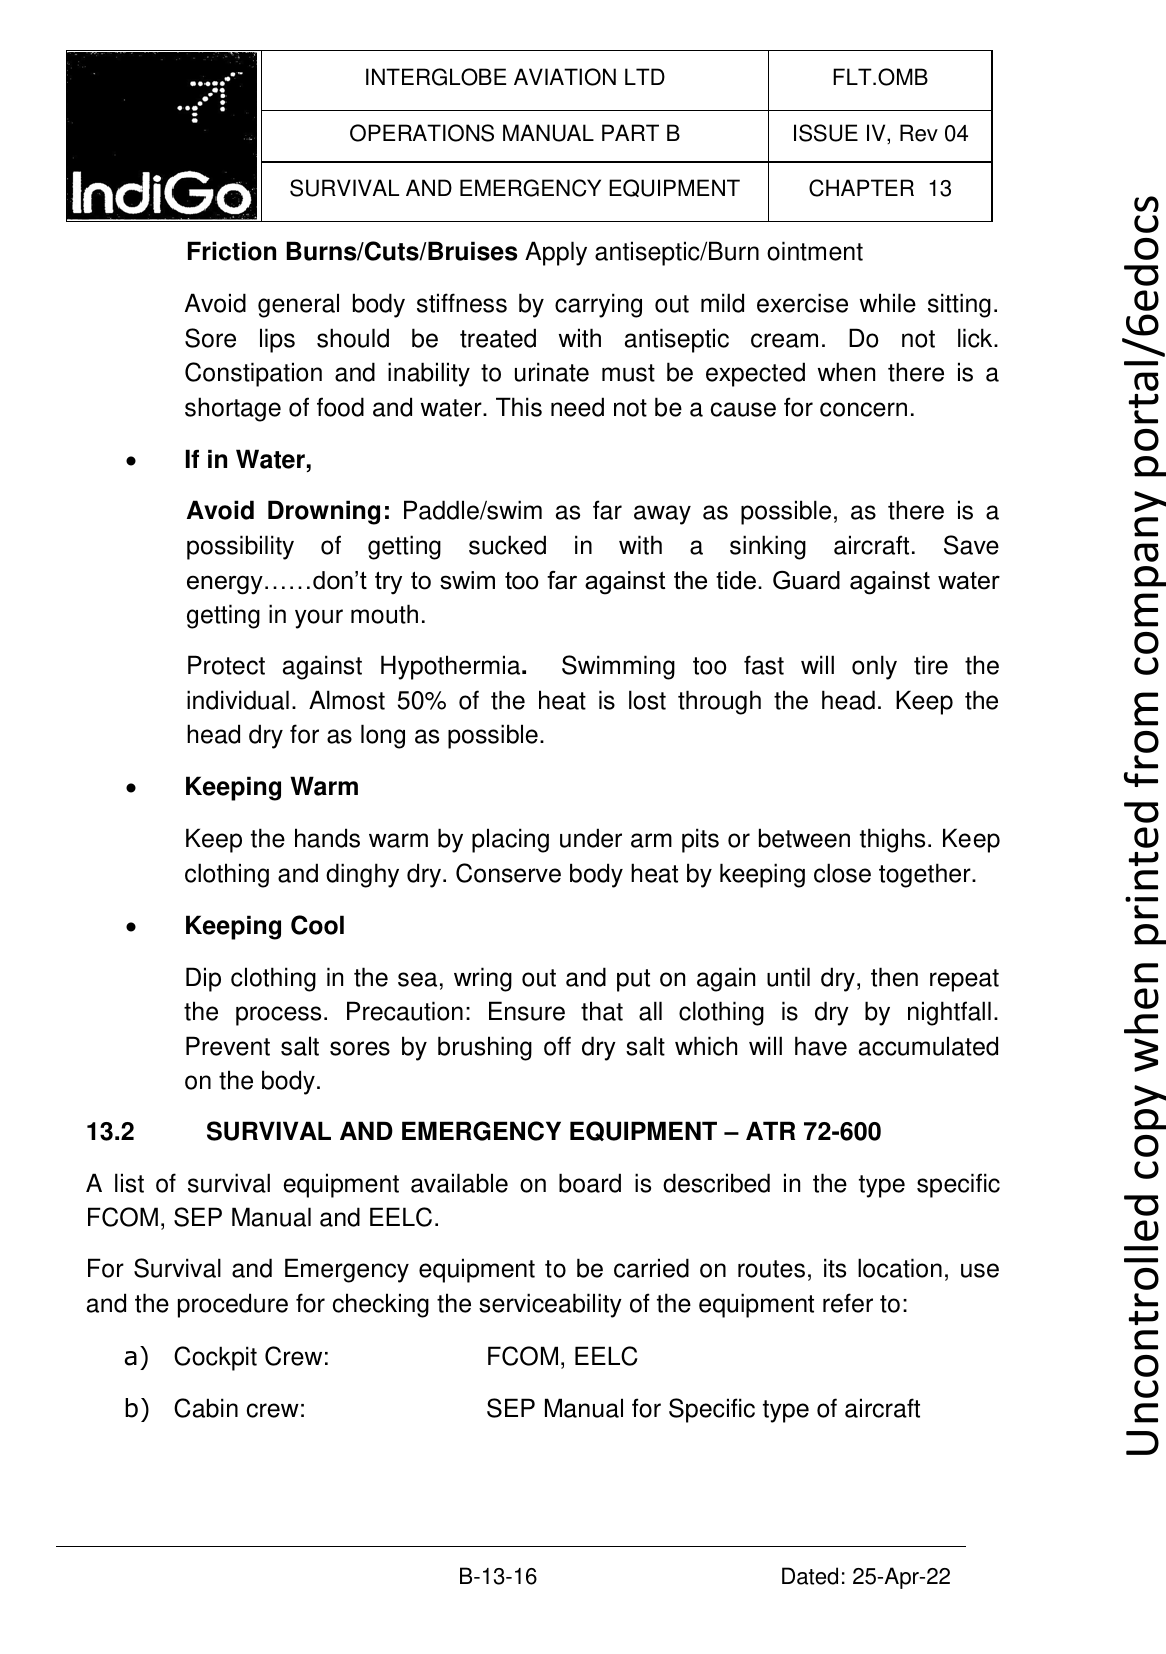 IndiGo
INTERGLOBE AVIATION LTD
FLT.OMB
OPERATIONS MANUAL PART B
ISSUE IV, Rev 04
SURVIVAL AND EMERGENCY EQUIPMENT
CHAPTER 13
Friction Burns/Cuts/Bruises Apply antiseptic/Burn ointment
Avoid general body stiffness by carrying out mild exercise while sitting.
Sore lips should be treated with antiseptic cream. Do not lick.
Constipation and inability to urinate must be expected when there is a
shortage of food and water. This need not be a cause for concern.
• If in Water,
Avoid Drowning: Paddle/swim as far away as possible, as there is a
possibility of getting sucked in with a sinking aircraft. Save
energy……don’t try to swim too far against the tide. Guard against water
getting in your mouth.
Protect against Hypothermia. Swimming too fast will only tire the
individual. Almost 50% of the heat is lost through the head. Keep the
head dry for as long as possible.
• Keeping Warm
Keep the hands warm by placing under arm pits or between thighs. Keep
clothing and dinghy dry. Conserve body heat by keeping close together.
• Keeping Cool
Dip clothing in the sea, wring out and put on again until dry, then repeat
the process. Precaution: Ensure that all clothing is dry by nightfall.
Prevent salt sores by brushing off dry salt which will have accumulated
on the body.
13.2 SURVIVAL AND EMERGENCY EQUIPMENT – ATR 72-600
A list of survival equipment available on board is described in the type specific
FCOM, SEP Manual and EELC.
For Survival and Emergency equipment to be carried on routes, its location, use
and the procedure for checking the serviceability of the equipment refer to:
a) Cockpit Crew: FCOM, EELC
b) Cabin crew: SEP Manual for Specific type of aircraft
B-13-16 Dated: 25-Apr-22
Uncontrolled copy when printed from company portal/6edocs